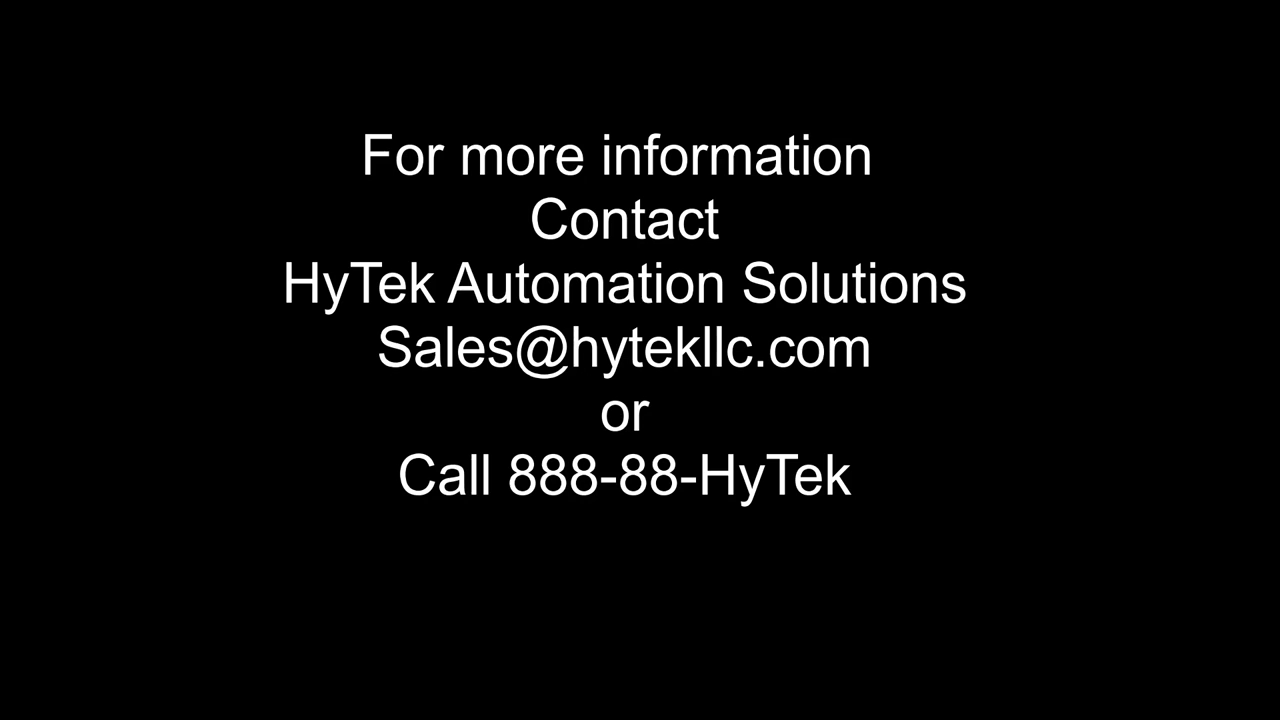 For more information
Contact
HyTek Automation Solutions
Sales@hytekllc.com
or
Call 888-88-HyTek